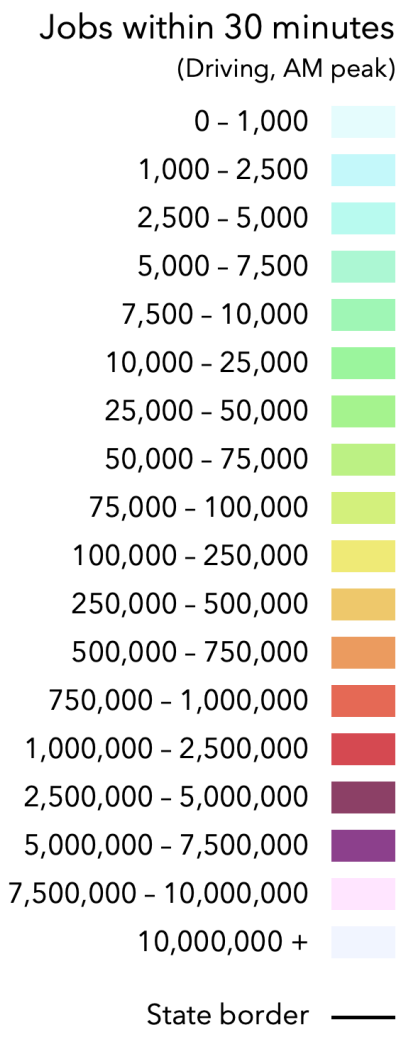 Jobs within 30 minutes
(Driving, AM peak)
0 – 1,000
1,000 – 2,500
2,500 – 5,000
5,000 – 7,500
7,500 – 10,000
10,000 – 25,000
25,000 – 50,000
50,000 – 75,000
75,000 – 100,000
100,000 – 250,000
250,000 – 500,000
500,000 – 750,000
750,000 – 1,000,000
1,000,000 – 2,500,000
2,500,000 – 5,000,000
5,000,000 – 7,500,000
7,500,000 – 10,000,000
10,000,000 +
State border